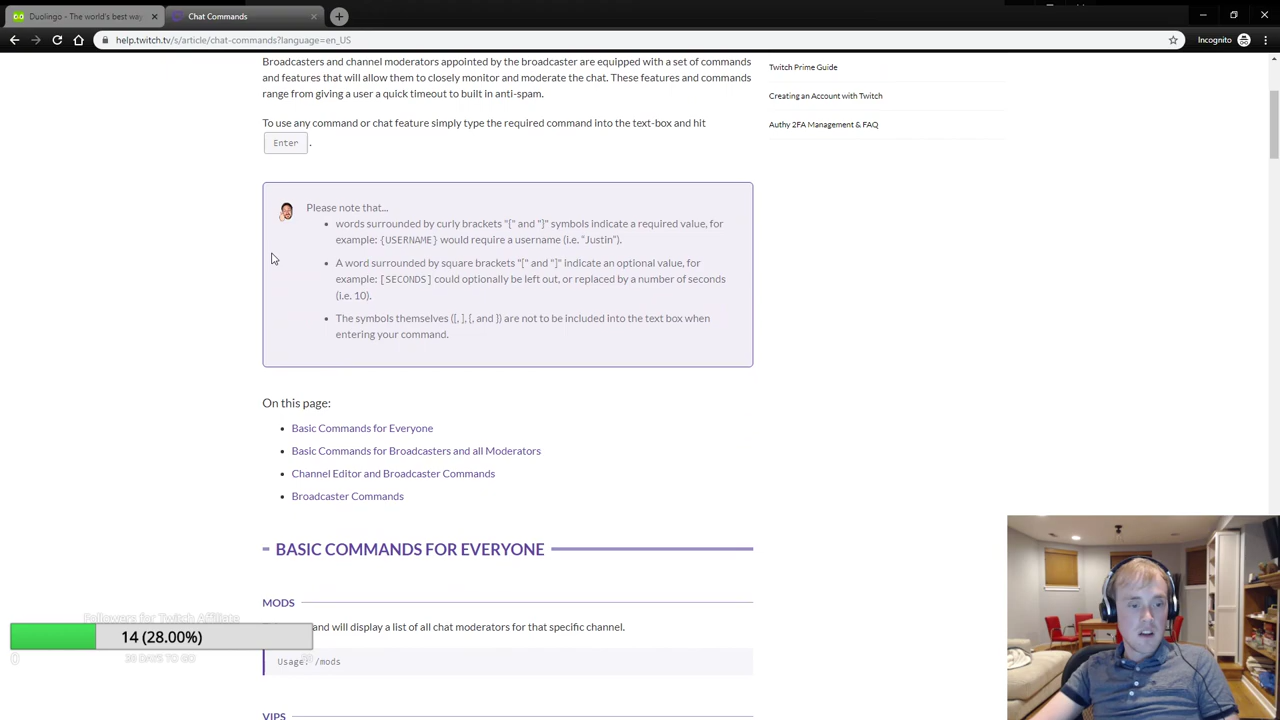 Duolingo - The world's best way
Chat Commands
help.twitch.tv/s/article/chat-commands?language=en_US
Incognito
Broadcasters and channel moderators appointed by the broadcaster are equipped with a set of commands
and features that will allow them to closely monitor and moderate the chat. These features and commands
range from giving a user a quick timeout to built in anti-spam.
To use any command or chat feature simply type the required command into the text-box and hit
Enter .
Twitch Prime Guide
Creating an Account with Twitch
Authy 2FA Management & FAQ
Please note that...
words surrounded by curly brackets "{" and "}" symbols indicate a required value, for
example: {USERNAME} would require a username (i.e. "Justin").
A word surrounded by square brackets "[" and "]" indicate an optional value, for
example: [SECONDS] could optionally be left out, or replaced by a number of seconds
(i.e. 10).
The symbols themselves ([, ], {, and }) are not to be included into the text box when
entering your command.
On this page:
Basic Commands for Everyone
Basic Commands for Broadcasters and all Moderators
Channel Editor and Broadcaster Commands
Broadcaster Commands
BASIC COMMANDS FOR EVERYONE
MODS
and will display a list of all chat moderators for that specific channel.
Usage: /mods
VIPS
Followers for Twitch Affiliate
14 (28.00%)
0
DAYS TO GO